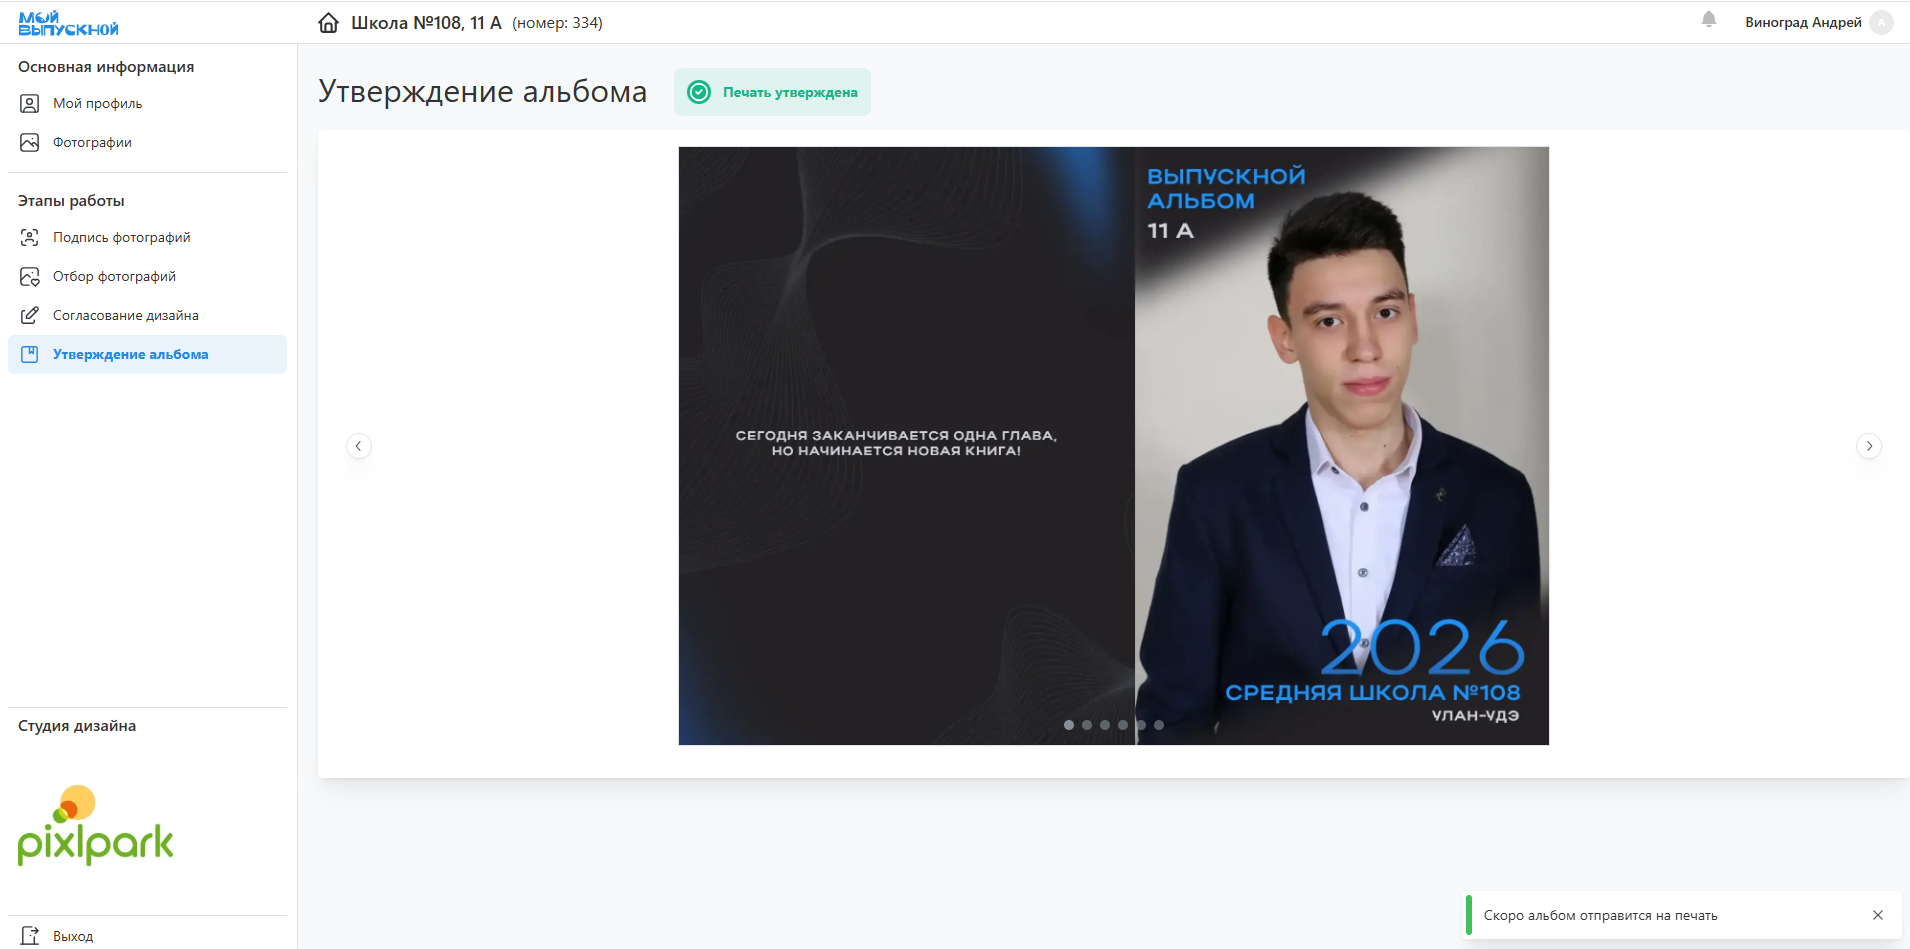 МОЙ
ВЫПУСКНОЙ
Школа №108, 11 А (номер: 334)
Виноград Андрей
А
Основная информация
Мой профиль
Фотографии
Этапы работы
Подпись фотографий
Отбор фотографий
Согласование дизайна
Утверждение альбома
Студия дизайна
pixlpark
Выход
Утверждение альбома
Печать утверждена
СЕГОДНЯ ЗАКАНЧИВАЕТСЯ ОДНА ГЛАВА,
НО НАЧИНАЕТСЯ НОВАЯ КНИГА!
ВЫПУСКНОЙ
АЛЬБОМ
11 А
2026
СРЕДНЯЯ ШКОЛА №108
УЛАН-УДЭ
Скоро альбом отправится на печать